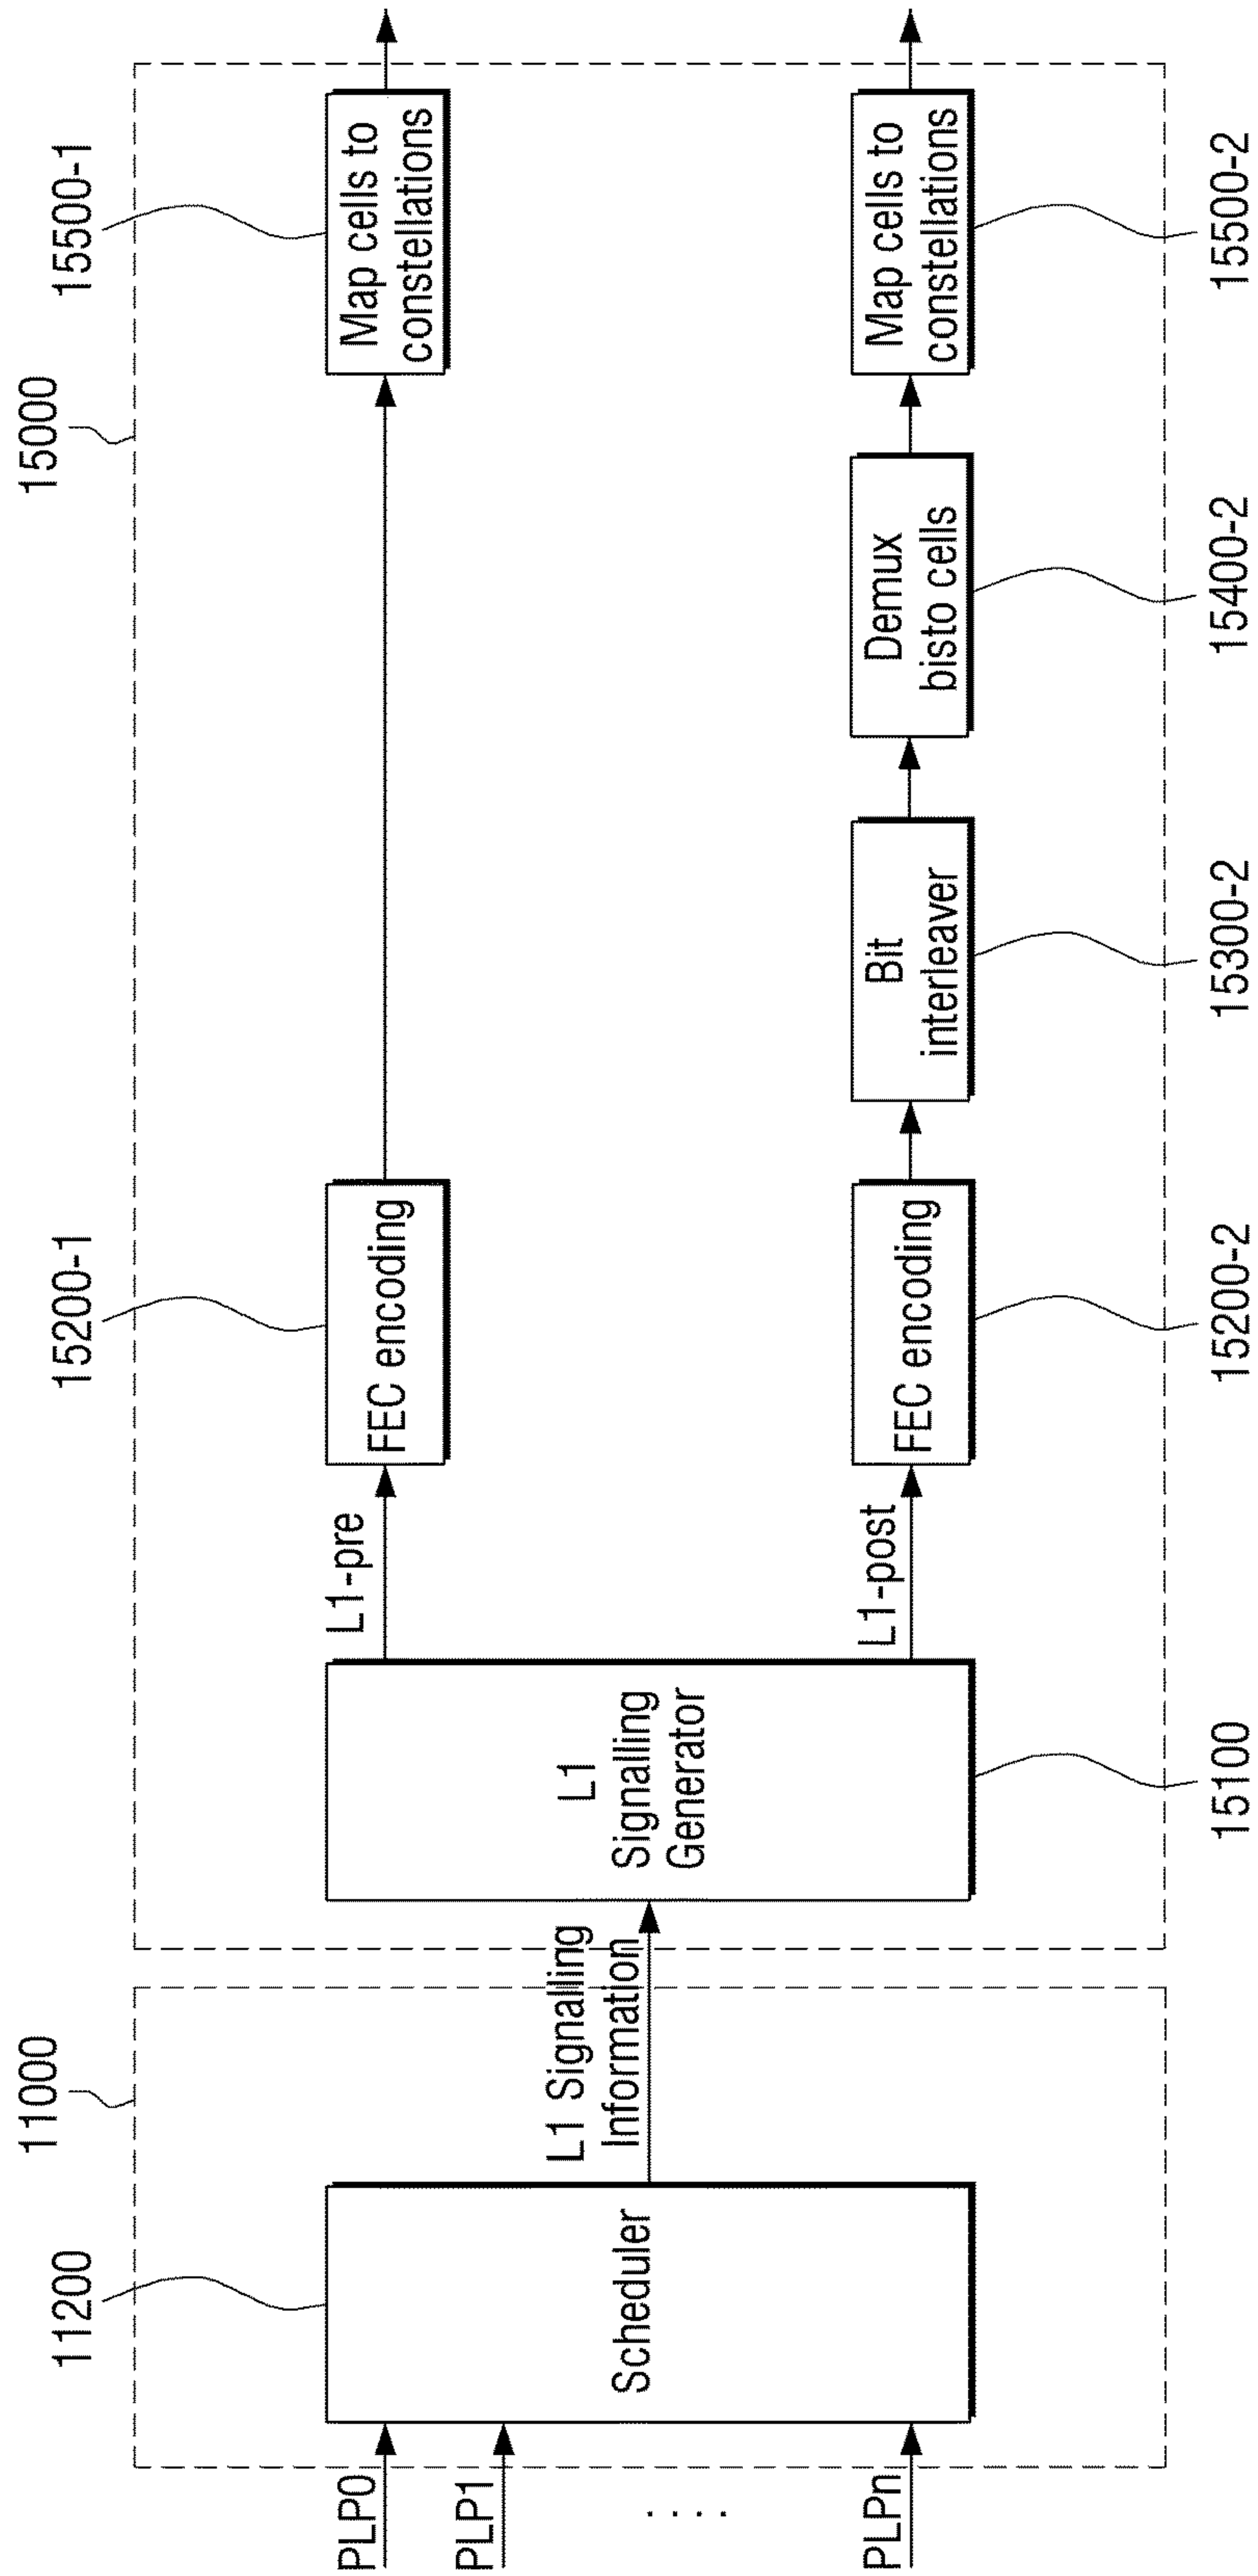 11000
15000
11200
15200-1
15500-1
PLP0
PLP1
. . . .
PLPn
Scheduler
L1 Signalling
Information
L1
Signalling
Generator
L1-pre
FEC encoding
Map cells to
constellations
L1-post
FEC encoding
Bit
interleaver
Demux
bisto cells
Map cells to
constellations
15100
15200-2
15300-2
15400-2
15500-2